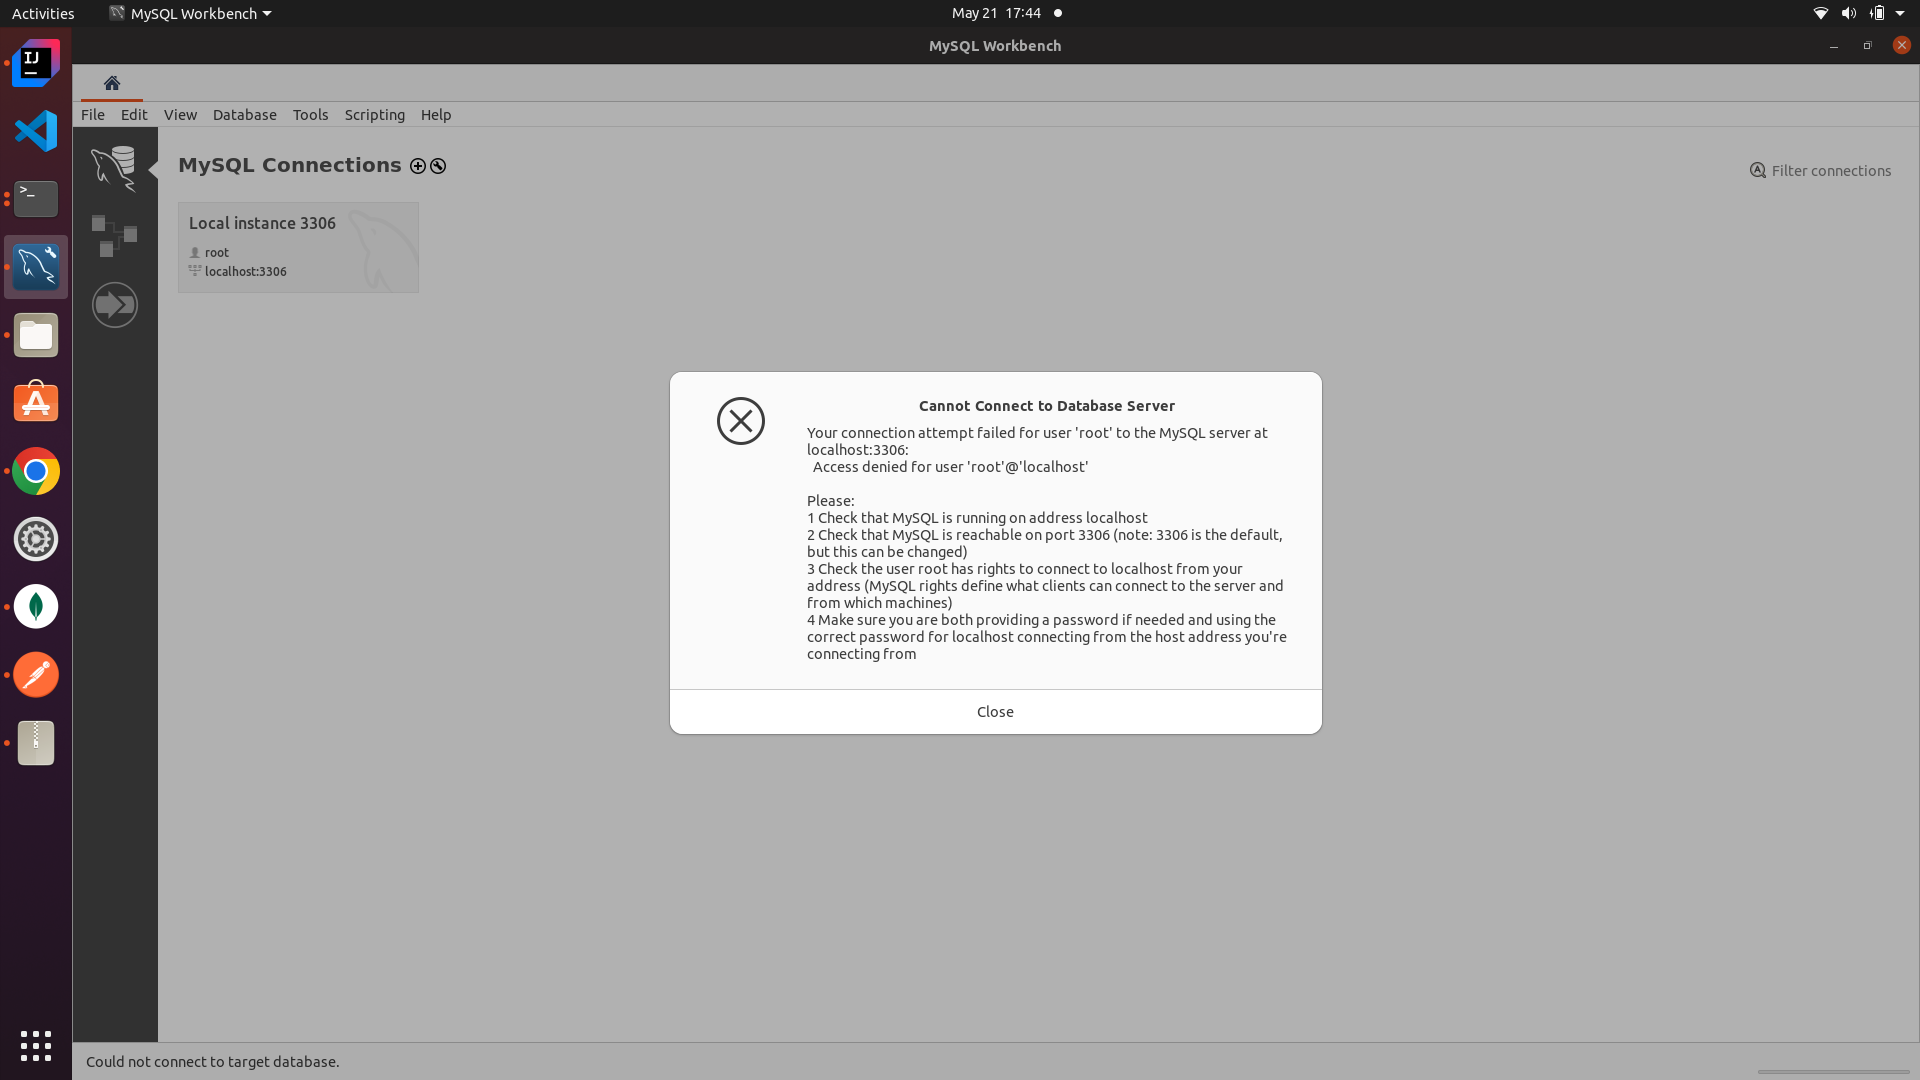 Activities
MySQL Workbench
May 21 17:44
MySQL Workbench
File Edit View Database Tools Scripting Help
MySQL Connections
Filter connections
Local instance 3306
root
localhost:3306
IJ
>_
Cannot Connect to Database Server
Your connection attempt failed for user 'root' to the MySQL server at
localhost:3306:
Access denied for user 'root'@'localhost'
Please:
1 Check that MySQL is running on address localhost
2 Check that MySQL is reachable on port 3306 (note: 3306 is the default,
but this can be changed)
3 Check the user root has rights to connect to localhost from your
address (MySQL rights define what clients can connect to the server and
from which machines)
4 Make sure you are both providing a password if needed and using the
correct password for localhost connecting from the host address you're
connecting from
Close
Could not connect to target database.